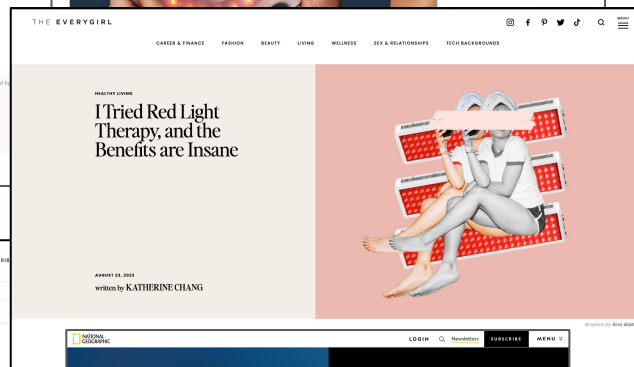 THE EVERYGIRL
MENU
CAREER & FINANCE FASHION BEAUTY LIVING WELLNESS SEX & RELATIONSHIPS TECH BACKGROUNDS
HEALTHY LIVING
I Tried Red Light
Therapy, and the
Benefits are Insane
AUGUST 23, 2023
written by KATHERINE CHANG
Graphics by: Kina
NATIONAL
GEOGRAPHIC
LOGIN Newsletters SUBSCRIBE MENU